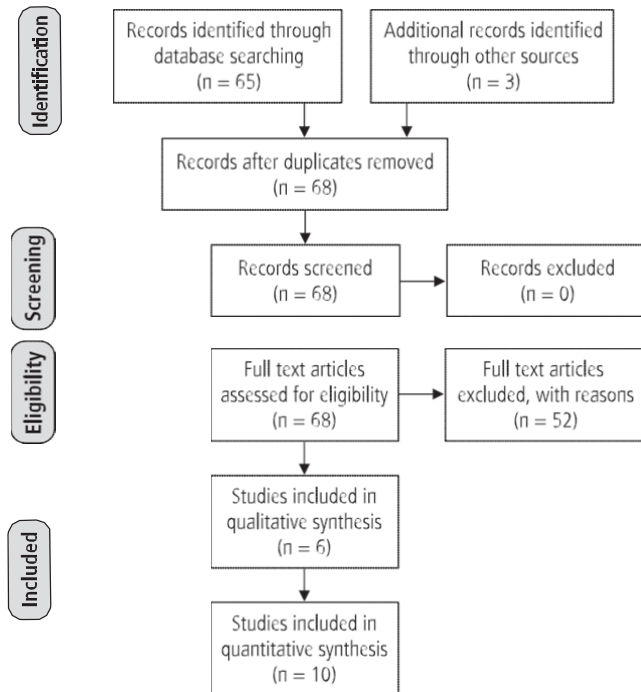 Identification
Records identified through
database searching
(n = 65)
Additional records identified
through other sources
(n = 3)
Records after duplicates removed
(n = 68)
Screening
Records screened
(n = 68)
Records excluded
(n = 0)
Eligibility
Full text articles
assessed for eligibility
(n = 68)
Full text articles
excluded, with reasons
(n = 52)
Included
Studies included in
qualitative synthesis
(n = 6)
Studies included in
quantitative synthesis
(n = 10)